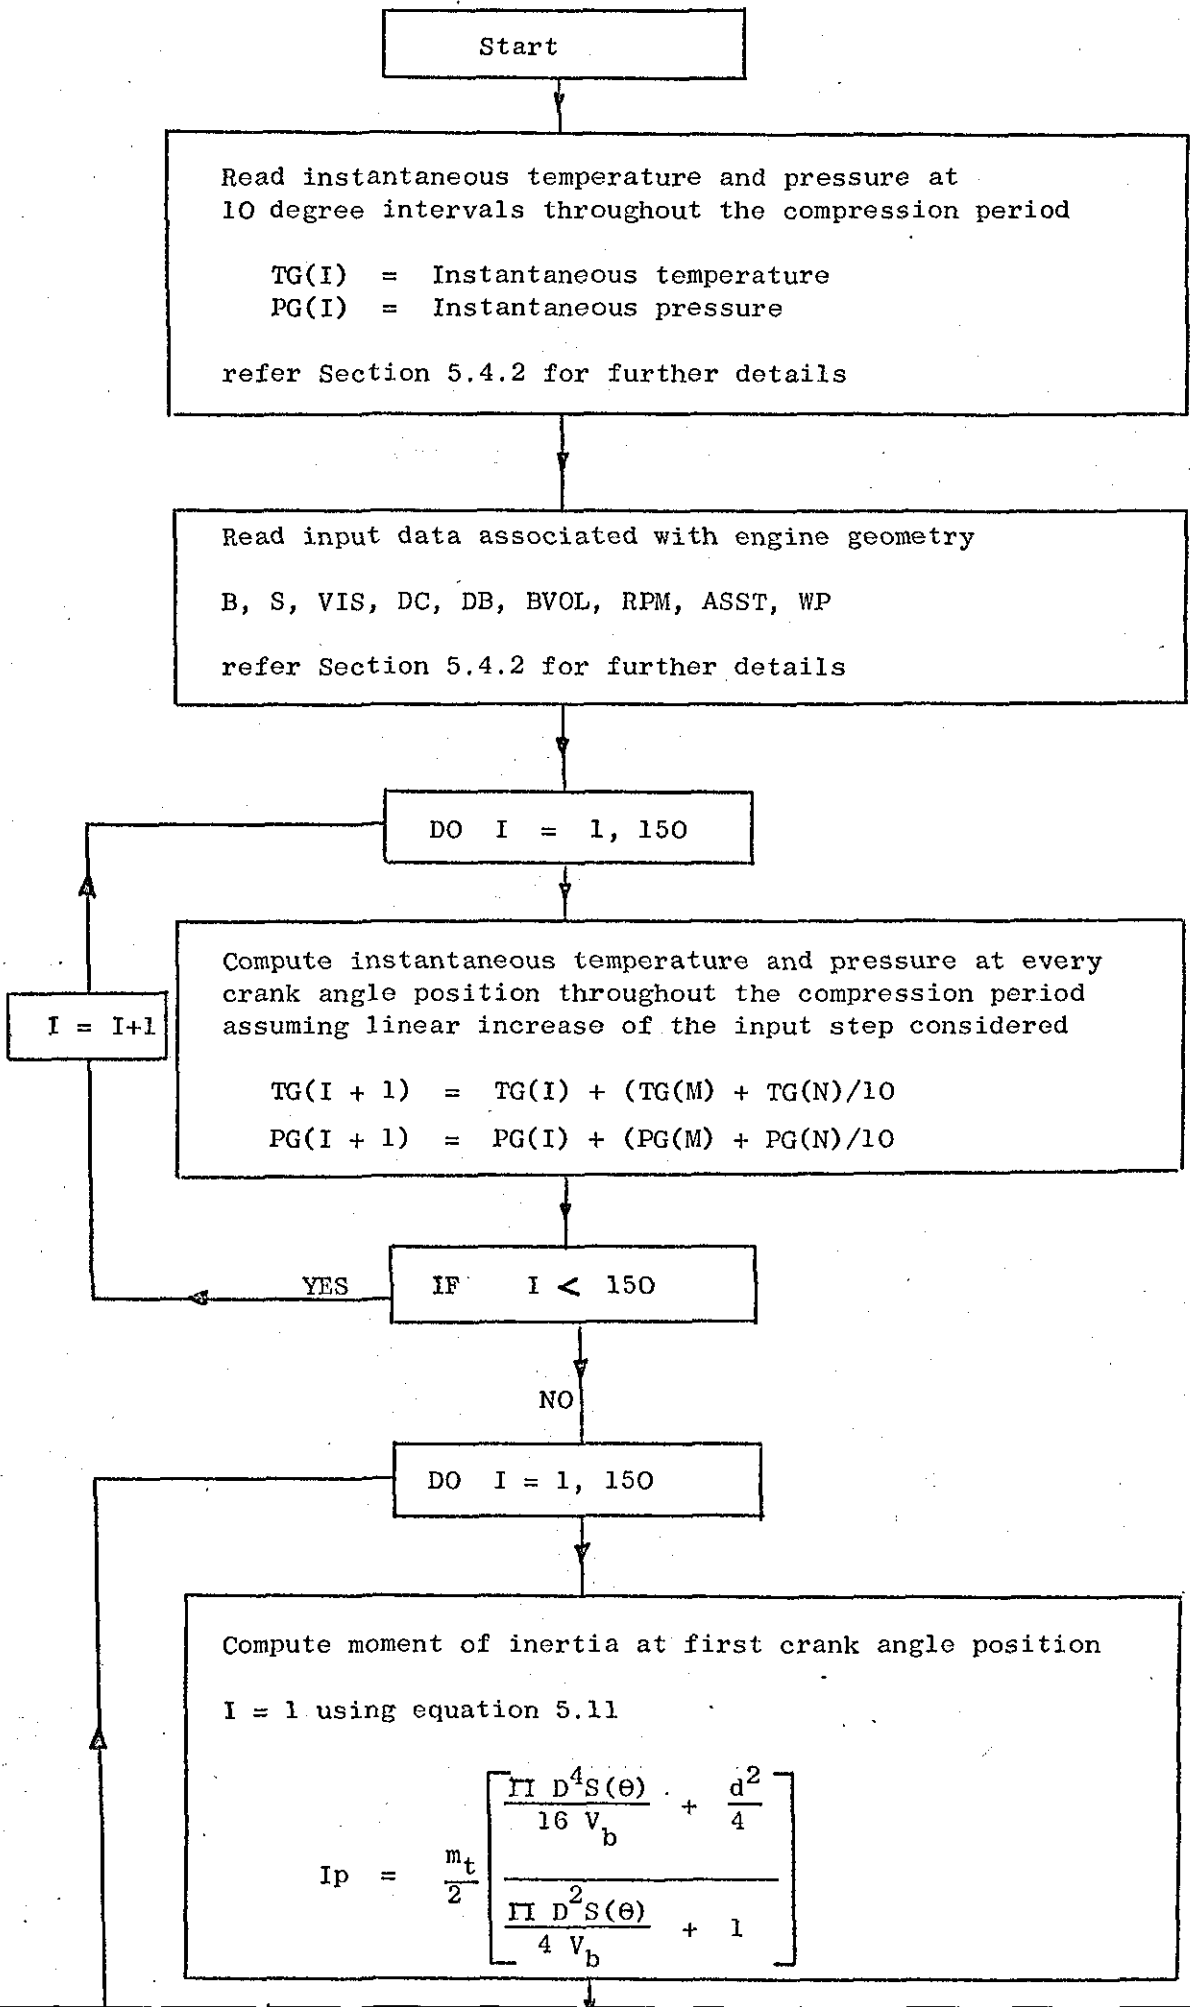 Start
Read instantaneous temperature and pressure at
10 degree intervals throughout the compression period
TG(I) = Instantaneous temperature
PG(I) = Instantaneous pressure
refer Section 5.4.2 for further details
Read input data associated with engine geometry
B, S, VIS, DC, DB, BVOL, RPM, ASST, WP
refer Section 5.4.2 for further details
DO I = 1, 150
Compute instantaneous temperature and pressure at every
crank angle position throughout the compression period
assuming linear increase of the input step considered
I = I+1
TG(I + 1) = TG(I) + (TG(M) + TG(N)/10
PG(I + 1) = PG(I) + (PG(M) + PG(N)/10
YES
IF I < 150
NO
DO I = 1, 150
Compute moment of inertia at first crank angle position
I = 1 using equation 5.11
Π D^4 S(θ) / 16 V_b + d^2 / 4
Ip = m_t / 2
Π D^2 S(θ) / 4 V_b + 1